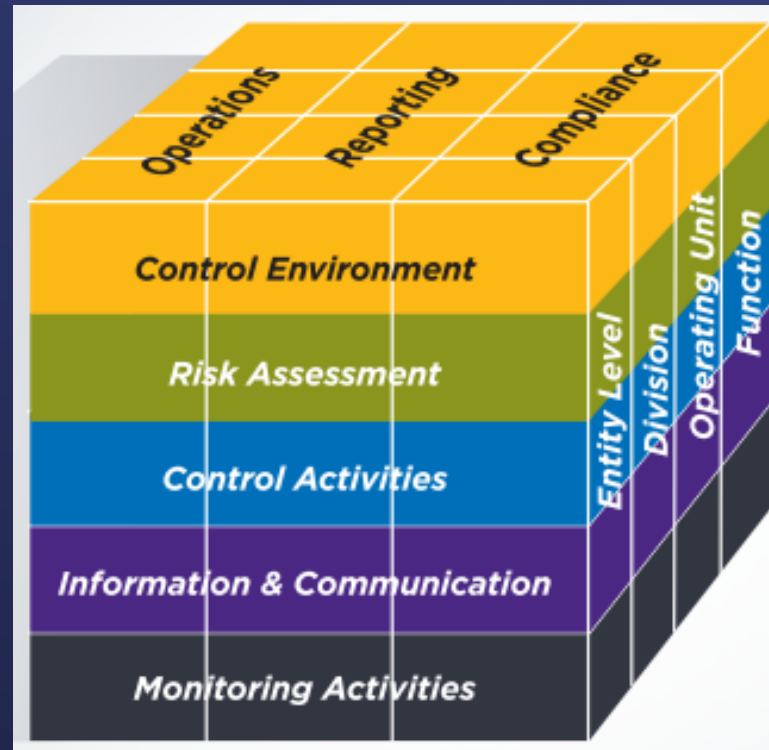 Operations
Reporting
Compliance
Control Environment
Risk Assessment
Control Activities
Information & Communication
Monitoring Activities
Entity Level
Division
Operating Unit
Function